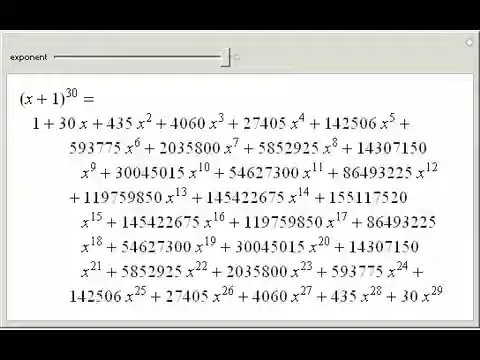 exponent
(x + 1)^30 =
1 + 30 x + 435 x^2 + 4060 x^3 + 27405 x^4 + 142506 x^5 +
593775 x^6 + 2035800 x^7 + 5852925 x^8 + 14307150
x^9 + 30045015 x^10 + 54627300 x^11 + 86493225 x^12
+ 119759850 x^13 + 145422675 x^14 + 155117520
x^15 + 145422675 x^16 + 119759850 x^17 + 86493225
x^18 + 54627300 x^19 + 30045015 x^20 + 14307150
x^21 + 5852925 x^22 + 2035800 x^23 + 593775 x^24 +
142506 x^25 + 27405 x^26 + 4060 x^27 + 435 x^28 + 30 x^29